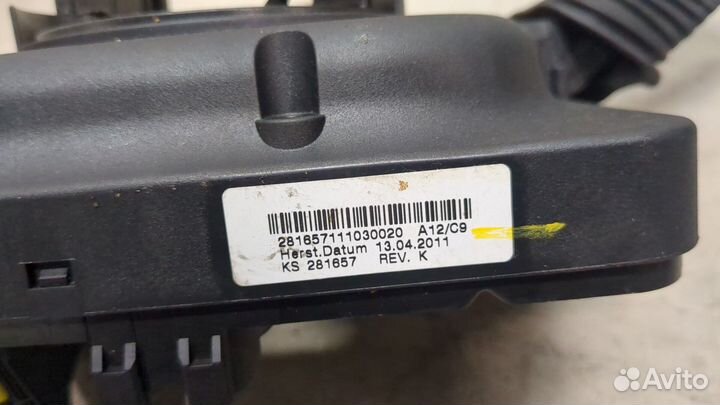 281657111030020 A12/C9
Herst.Datum 13.04.2011
KS 281657 REV. K
Avito